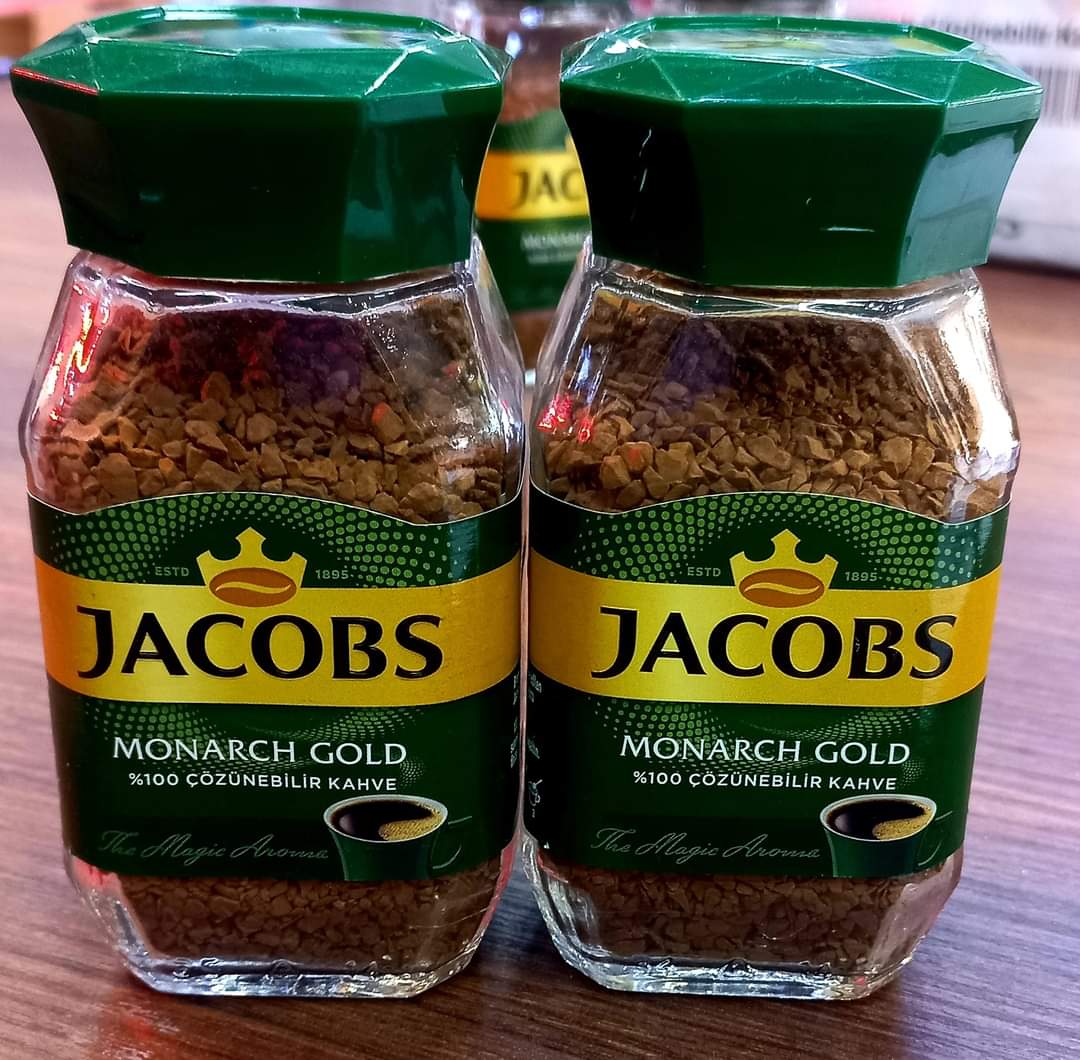 ESTD 1895
JACOBS
MONARCH GOLD
%100 ÇÖZÜNEBİLİR KAHVE
The Magic Aroma
ESTD 1895
JACOBS
MONARCH GOLD
%100 ÇÖZÜNEBİLİR KAHVE
The Magic Aroma
JAC